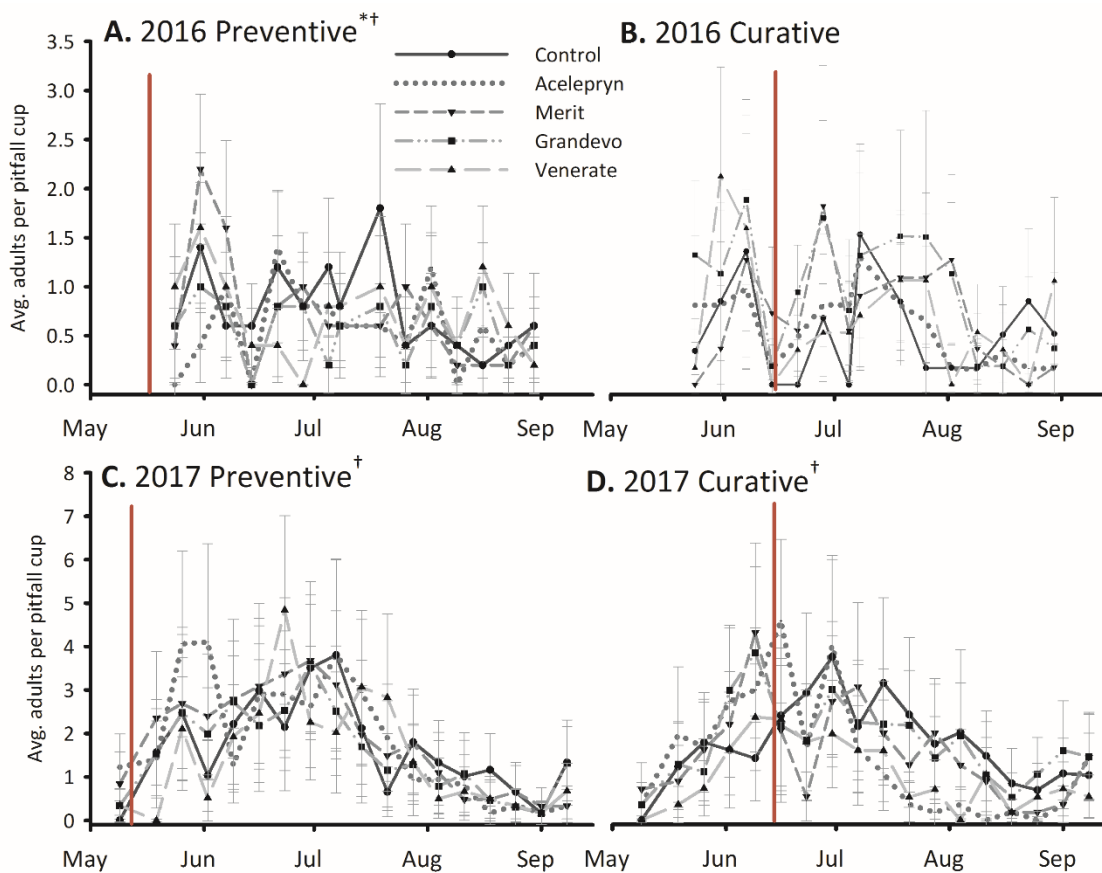 A. 2016 Preventive*†
B. 2016 Curative
3.5
3.0
2.5
2.0
1.5
1.0
0.5
0.0
Avg. adults per pitfall cup
Control
Acelepryn
Merit
Grandevo
Venerate
May Jun Jul Aug Sep
May Jun Jul Aug Sep
C. 2017 Preventive†
D. 2017 Curative†
8
7
6
5
4
3
2
1
0
Avg. adults per pitfall cup
May Jun Jul Aug Sep
May Jun Jul Aug Sep